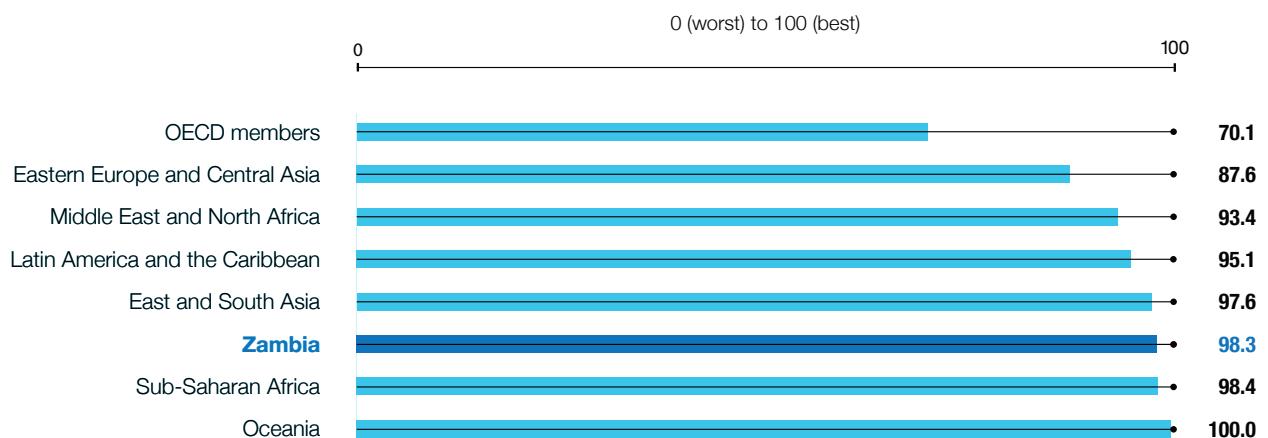 0 (worst) to 100 (best)
0 100
OECD members 70.1
Eastern Europe and Central Asia 87.6
Middle East and North Africa 93.4
Latin America and the Caribbean 95.1
East and South Asia 97.6
Zambia 98.3
Sub-Saharan Africa 98.4
Oceania 100.0